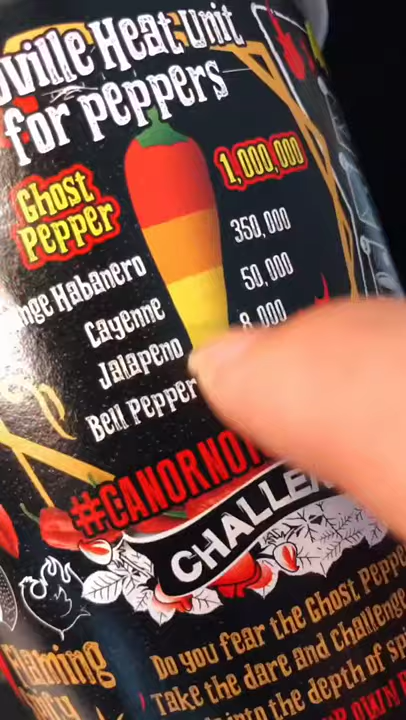 oville Heat Unit
for peppers
Ghost Pepper 1,000,000
nge Habanero 350,000
Cayenne 50,000
Jalapeno 8,000
Bell Pepper
#CANORNO
CHALLE
Do you fear the Ghost Peppe
Take the dare and challenge
into the depth of sp
OWN